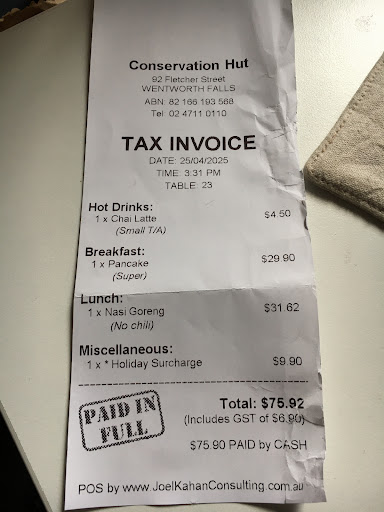 Conservation Hut
92 Fletcher Street
WENTWORTH FALLS
ABN: 82 166 193 568
Tel: 02 4711 0110
TAX INVOICE
DATE: 25/04/2025
TIME: 3:31 PM
TABLE: 23
Hot Drinks:
1 x Chai Latte $4.50
(Small T/A)
Breakfast:
1 x Pancake $29.90
(Super)
Lunch:
1 x Nasi Goreng $31.62
(No chili)
Miscellaneous:
1 x * Holiday Surcharge $9.90
PAID IN
FULL
Total: $75.92
(Includes GST of $6.90)
$75.90 PAID by CASH
POS by www.JoelKahanConsulting.com.au